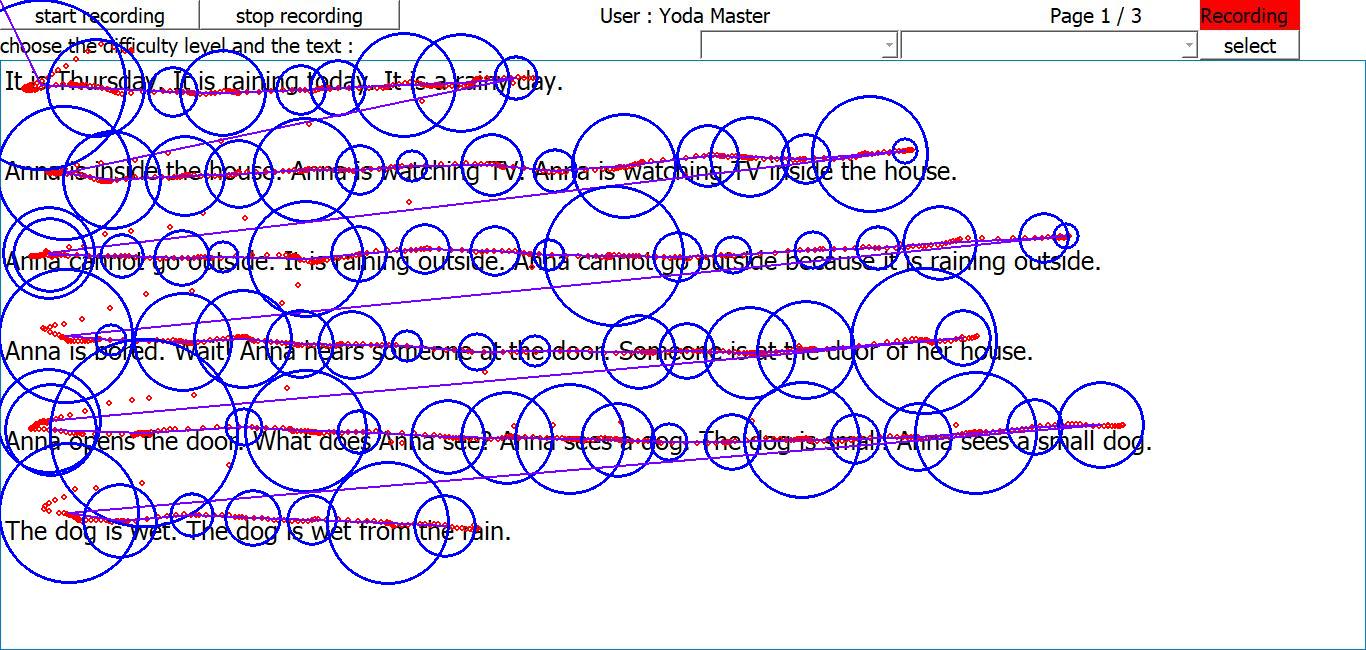 start recording stop recording User : Yoda Master Page 1 / 3 Recording
choose the difficulty level and the text : select
It is Thursday. It is raining today. It is a rainy day.
Anna is inside the house. Anna is watching TV. Anna is watching TV inside the house.
Anna cannot go outside. It is raining outside. Anna cannot go outside because it is raining outside.
Anna is bored. Wait! Anna hears someone at the door. Someone is at the door of her house.
Anna opens the door. What does Anna see? Anna sees a dog. The dog is small. Anna sees a small dog.
The dog is wet. The dog is wet from the rain.